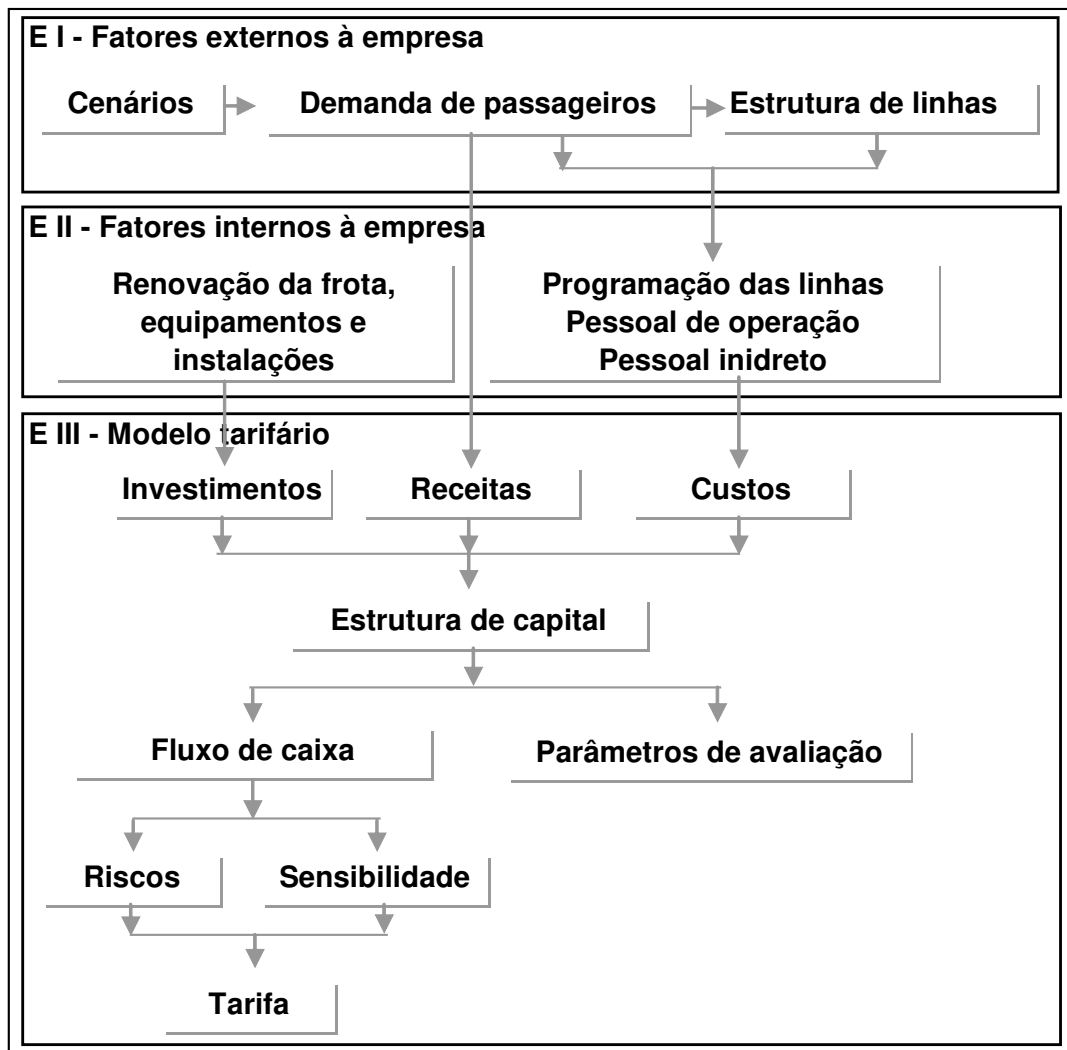 E I - Fatores externos à empresa
Cenários
Demanda de passageiros
Estrutura de linhas
E II - Fatores internos à empresa
Renovação da frota,
equipamentos e
instalações
Programação das linhas
Pessoal de operação
Pessoal inidreto
E III - Modelo tarifário
Investimentos
Receitas
Custos
Estrutura de capital
Fluxo de caixa
Parâmetros de avaliação
Riscos
Sensibilidade
Tarifa